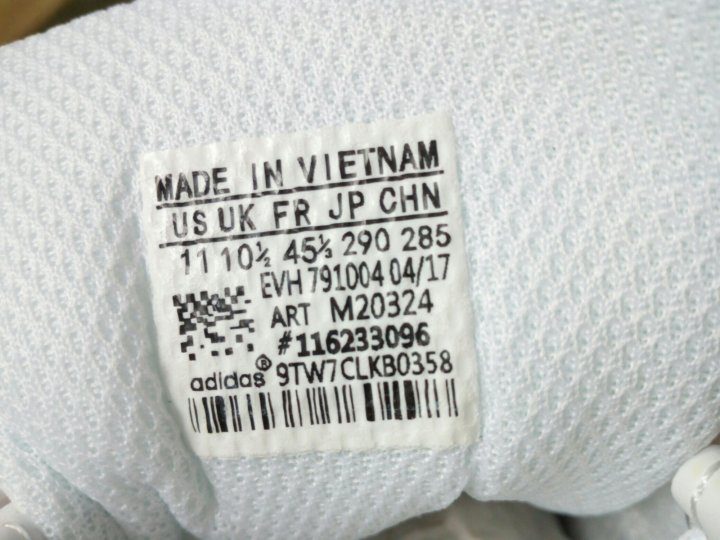 MADE IN VIETNAM
US UK FR JP CHN
11 10½ 45⅓ 290 285
EVH 791004 04/17
ART M20324
#116233096
adidas® 9TW7CLKB0358